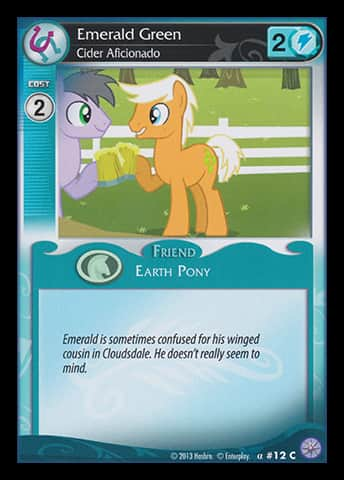 Emerald Green
Cider Aficionado
2
COST
2
FRIEND
EARTH PONY
Emerald is sometimes confused for his winged
cousin in Cloudsdale. He doesn't really seem to
mind.
© 2013 Hasbro. © Enterplay. α #12 C